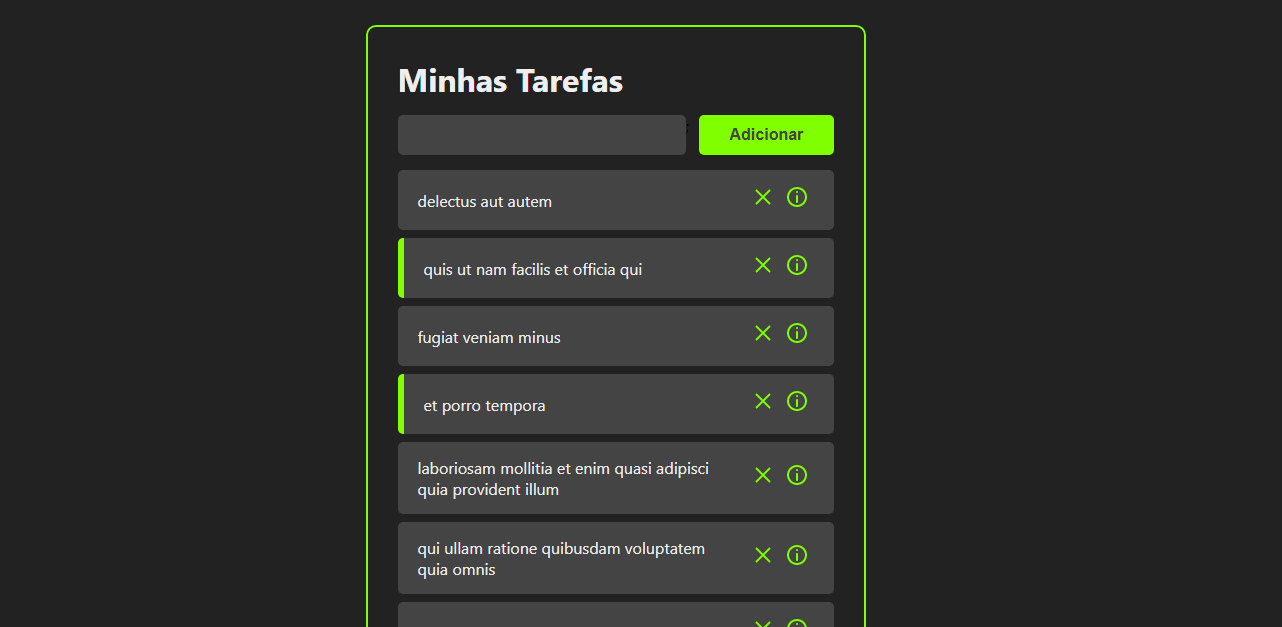 Minhas Tarefas
Adicionar
delectus aut autem
quis ut nam facilis et officia qui
fugiat veniam minus
et porro tempora
laboriosam mollitia et enim quasi adipisci
quia provident illum
qui ullam ratione quibusdam voluptatem
quia omnis